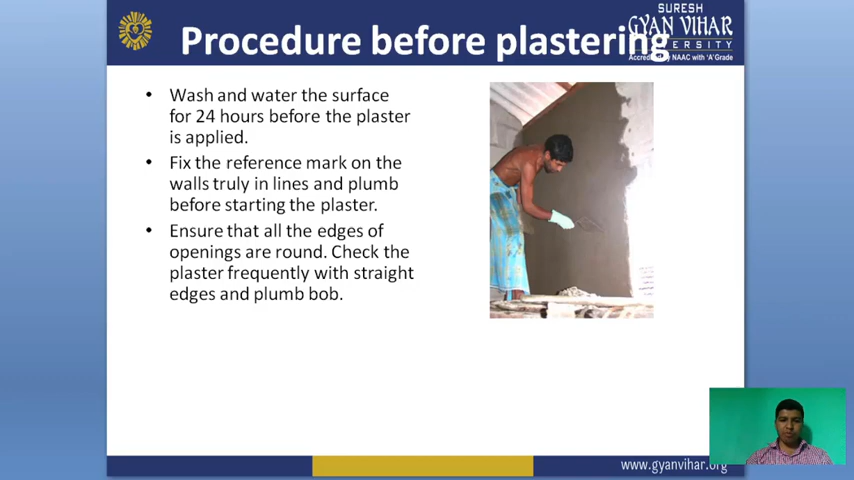 SURESH
GYAN VIHAR
UNIVERSITY
Accredited by NAAC with 'A' Grade
Procedure before plastering
• Wash and water the surface
for 24 hours before the plaster
is applied.
• Fix the reference mark on the
walls truly in lines and plumb
before starting the plaster.
• Ensure that all the edges of
openings are round. Check the
plaster frequently with straight
edges and plumb bob.
www.gyanvihar.org